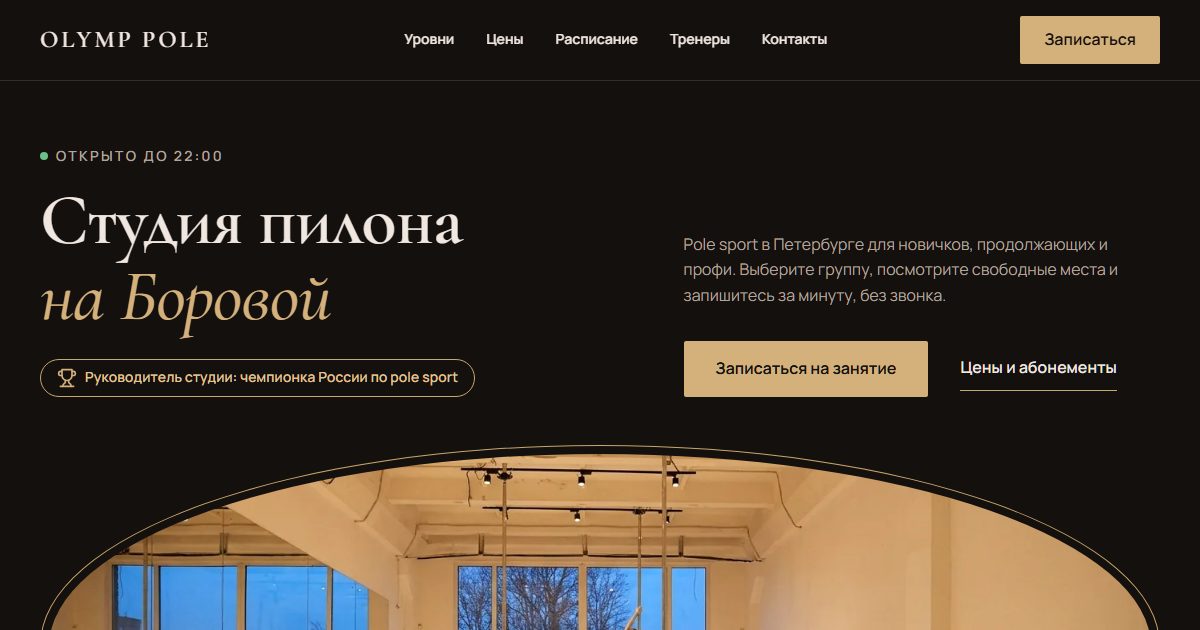 OLYMP POLE
Уровни
Цены
Расписание
Тренеры
Контакты
Записаться
ОТКРЫТО ДО 22:00
Студия пилона
на Боровой
Руководитель студии: чемпионка России по pole sport
Pole sport в Петербурге для новичков, продолжающих и
профи. Выберите группу, посмотрите свободные места и
запишитесь за минуту, без звонка.
Записаться на занятие
Цены и абонементы